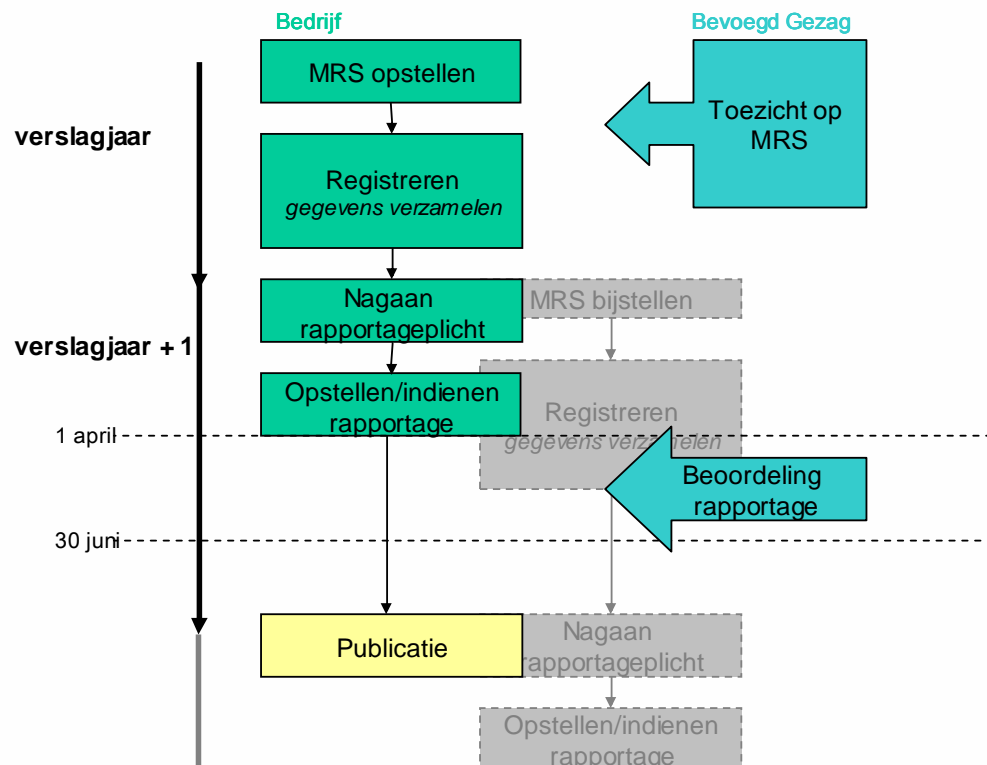 Bedrijf
Bevoegd Gezag
MRS opstellen
Toezicht op
MRS
verslagjaar
Registreren
gegevens verzamelen
Nagaan
rapportageplicht
MRS bijstellen
verslagjaar + 1
Opstellen/indienen
rapportage
Registreren
gegevens verzamelen
1 april
Beoordeling
rapportage
30 juni
Publicatie
Nagaan
rapportageplicht
Opstellen/indienen
rapportage